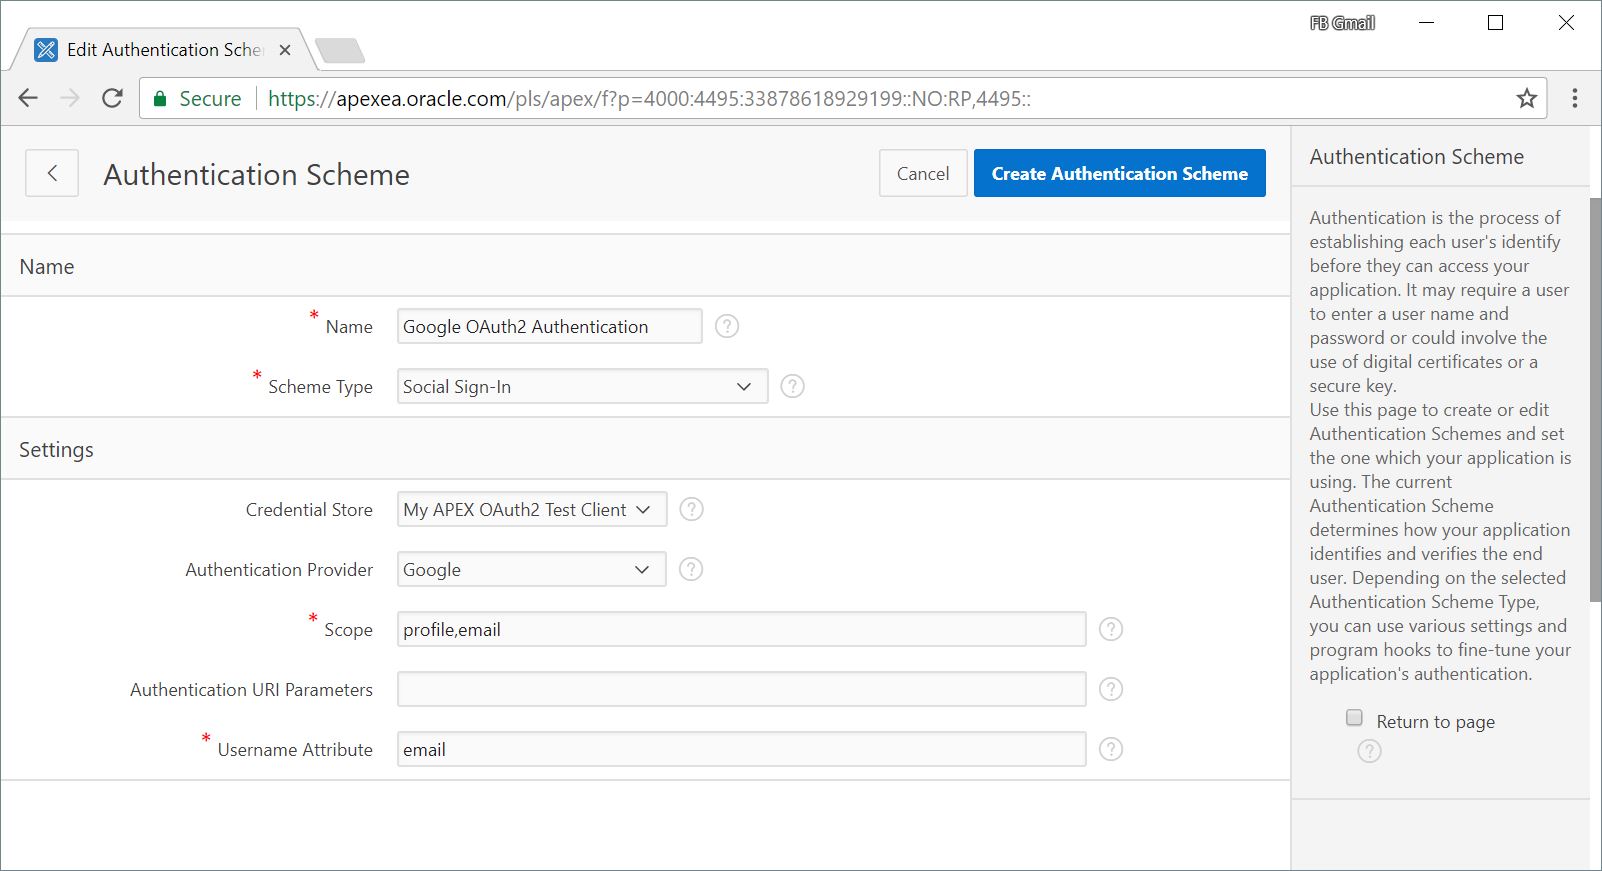 FB Gmail
Edit Authentication Sche
Secure
https://apexea.oracle.com/pls/apex/f?p=4000:4495:33878618929199::NO:RP,4495::
Authentication Scheme
Cancel
Create Authentication Scheme
Name
* Name
Google OAuth2 Authentication
?
* Scheme Type
Social Sign-In
?
Settings
Credential Store
My APEX OAuth2 Test Client
?
Authentication Provider
Google
?
* Scope
profile,email
?
Authentication URI Parameters
?
* Username Attribute
email
?
Authentication Scheme
Authentication is the process of
establishing each user's identify
before they can access your
application. It may require a user
to enter a user name and
password or could involve the
use of digital certificates or a
secure key.
Use this page to create or edit
Authentication Schemes and set
the one which your application is
using. The current
Authentication Scheme
determines how your application
identifies and verifies the end
user. Depending on the selected
Authentication Scheme Type,
you can use various settings and
program hooks to fine-tune your
application's authentication.
Return to page
?